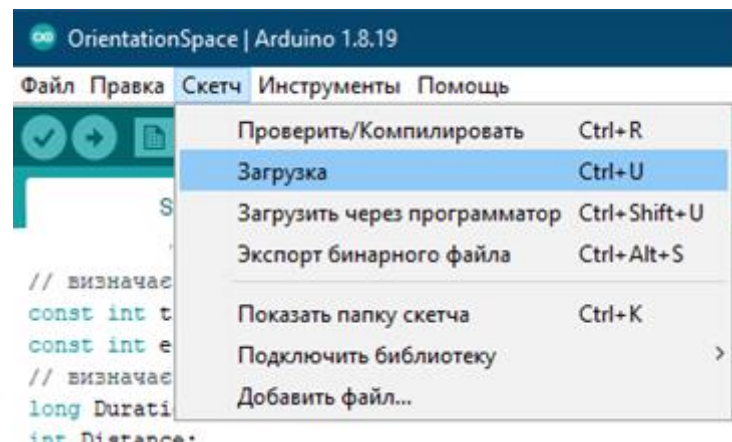 OrientationSpace | Arduino 1.8.19
Файл Правка Скетч Инструменты Помощь
Проверить/Компилировать Ctrl+R
Загрузка Ctrl+U
Загрузить через программатор Ctrl+Shift+U
Экспорт бинарного файла Ctrl+Alt+S
Показать папку скетча Ctrl+K
Подключить библиотеку >
Добавить файл...
S
// визначає
const int t
const int e
// визначає
long Durati
int Distance;